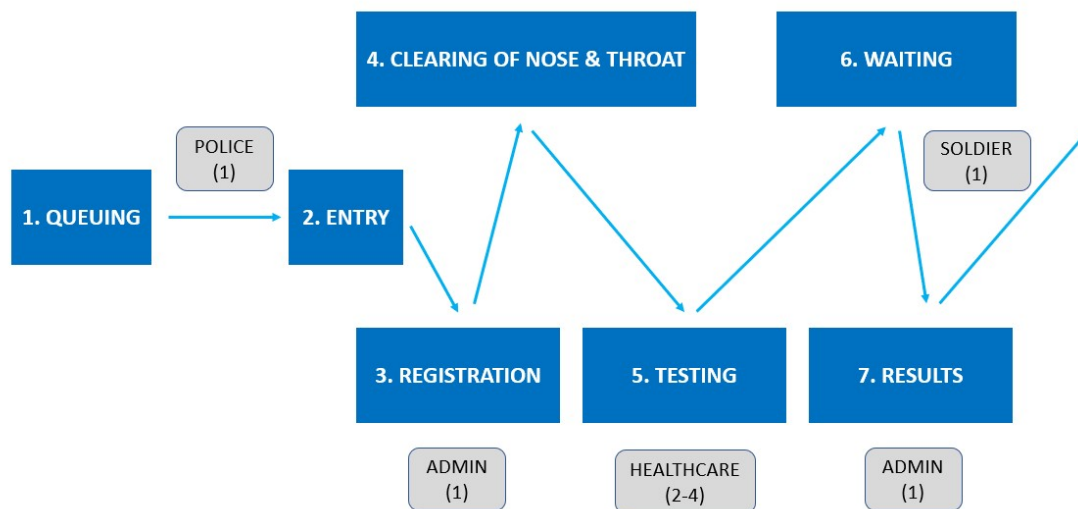 4. CLEARING OF NOSE & THROAT
6. WAITING
POLICE
(1)
SOLDIER
(1)
1. QUEUING
2. ENTRY
3. REGISTRATION
5. TESTING
7. RESULTS
ADMIN
(1)
HEALTHCARE
(2-4)
ADMIN
(1)